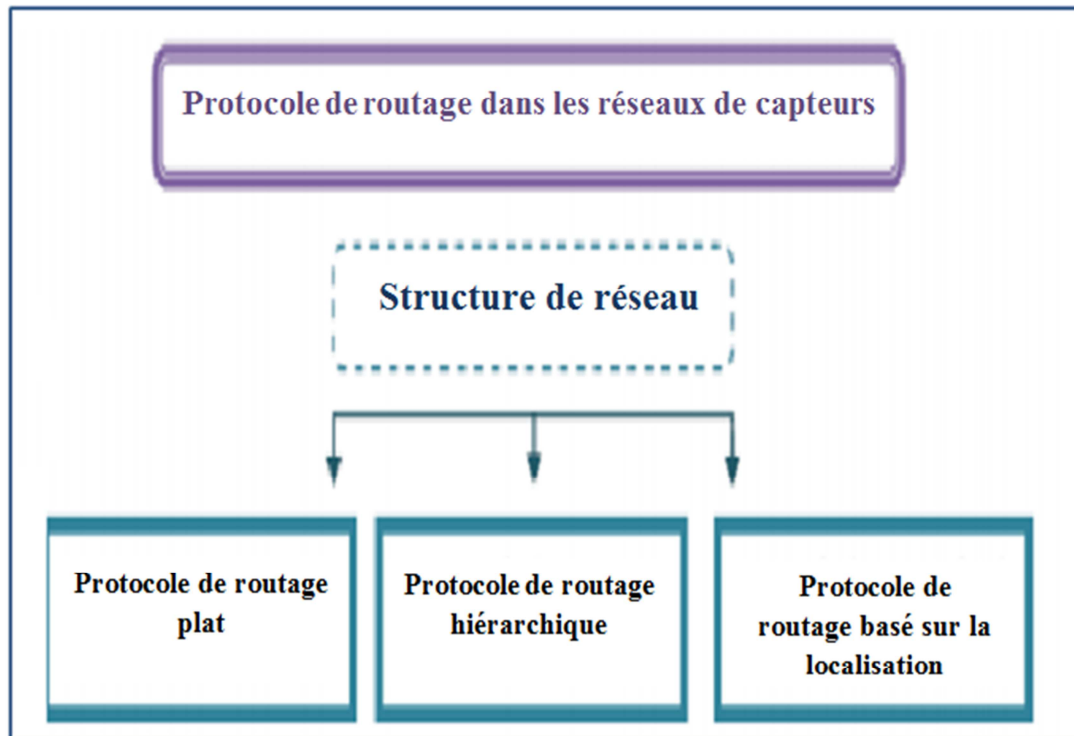 Protocole de routage dans les réseaux de capteurs
Structure de réseau
Protocole de routage
plat
Protocole de routage
hiérarchique
Protocole de
routage basé sur la
localisation